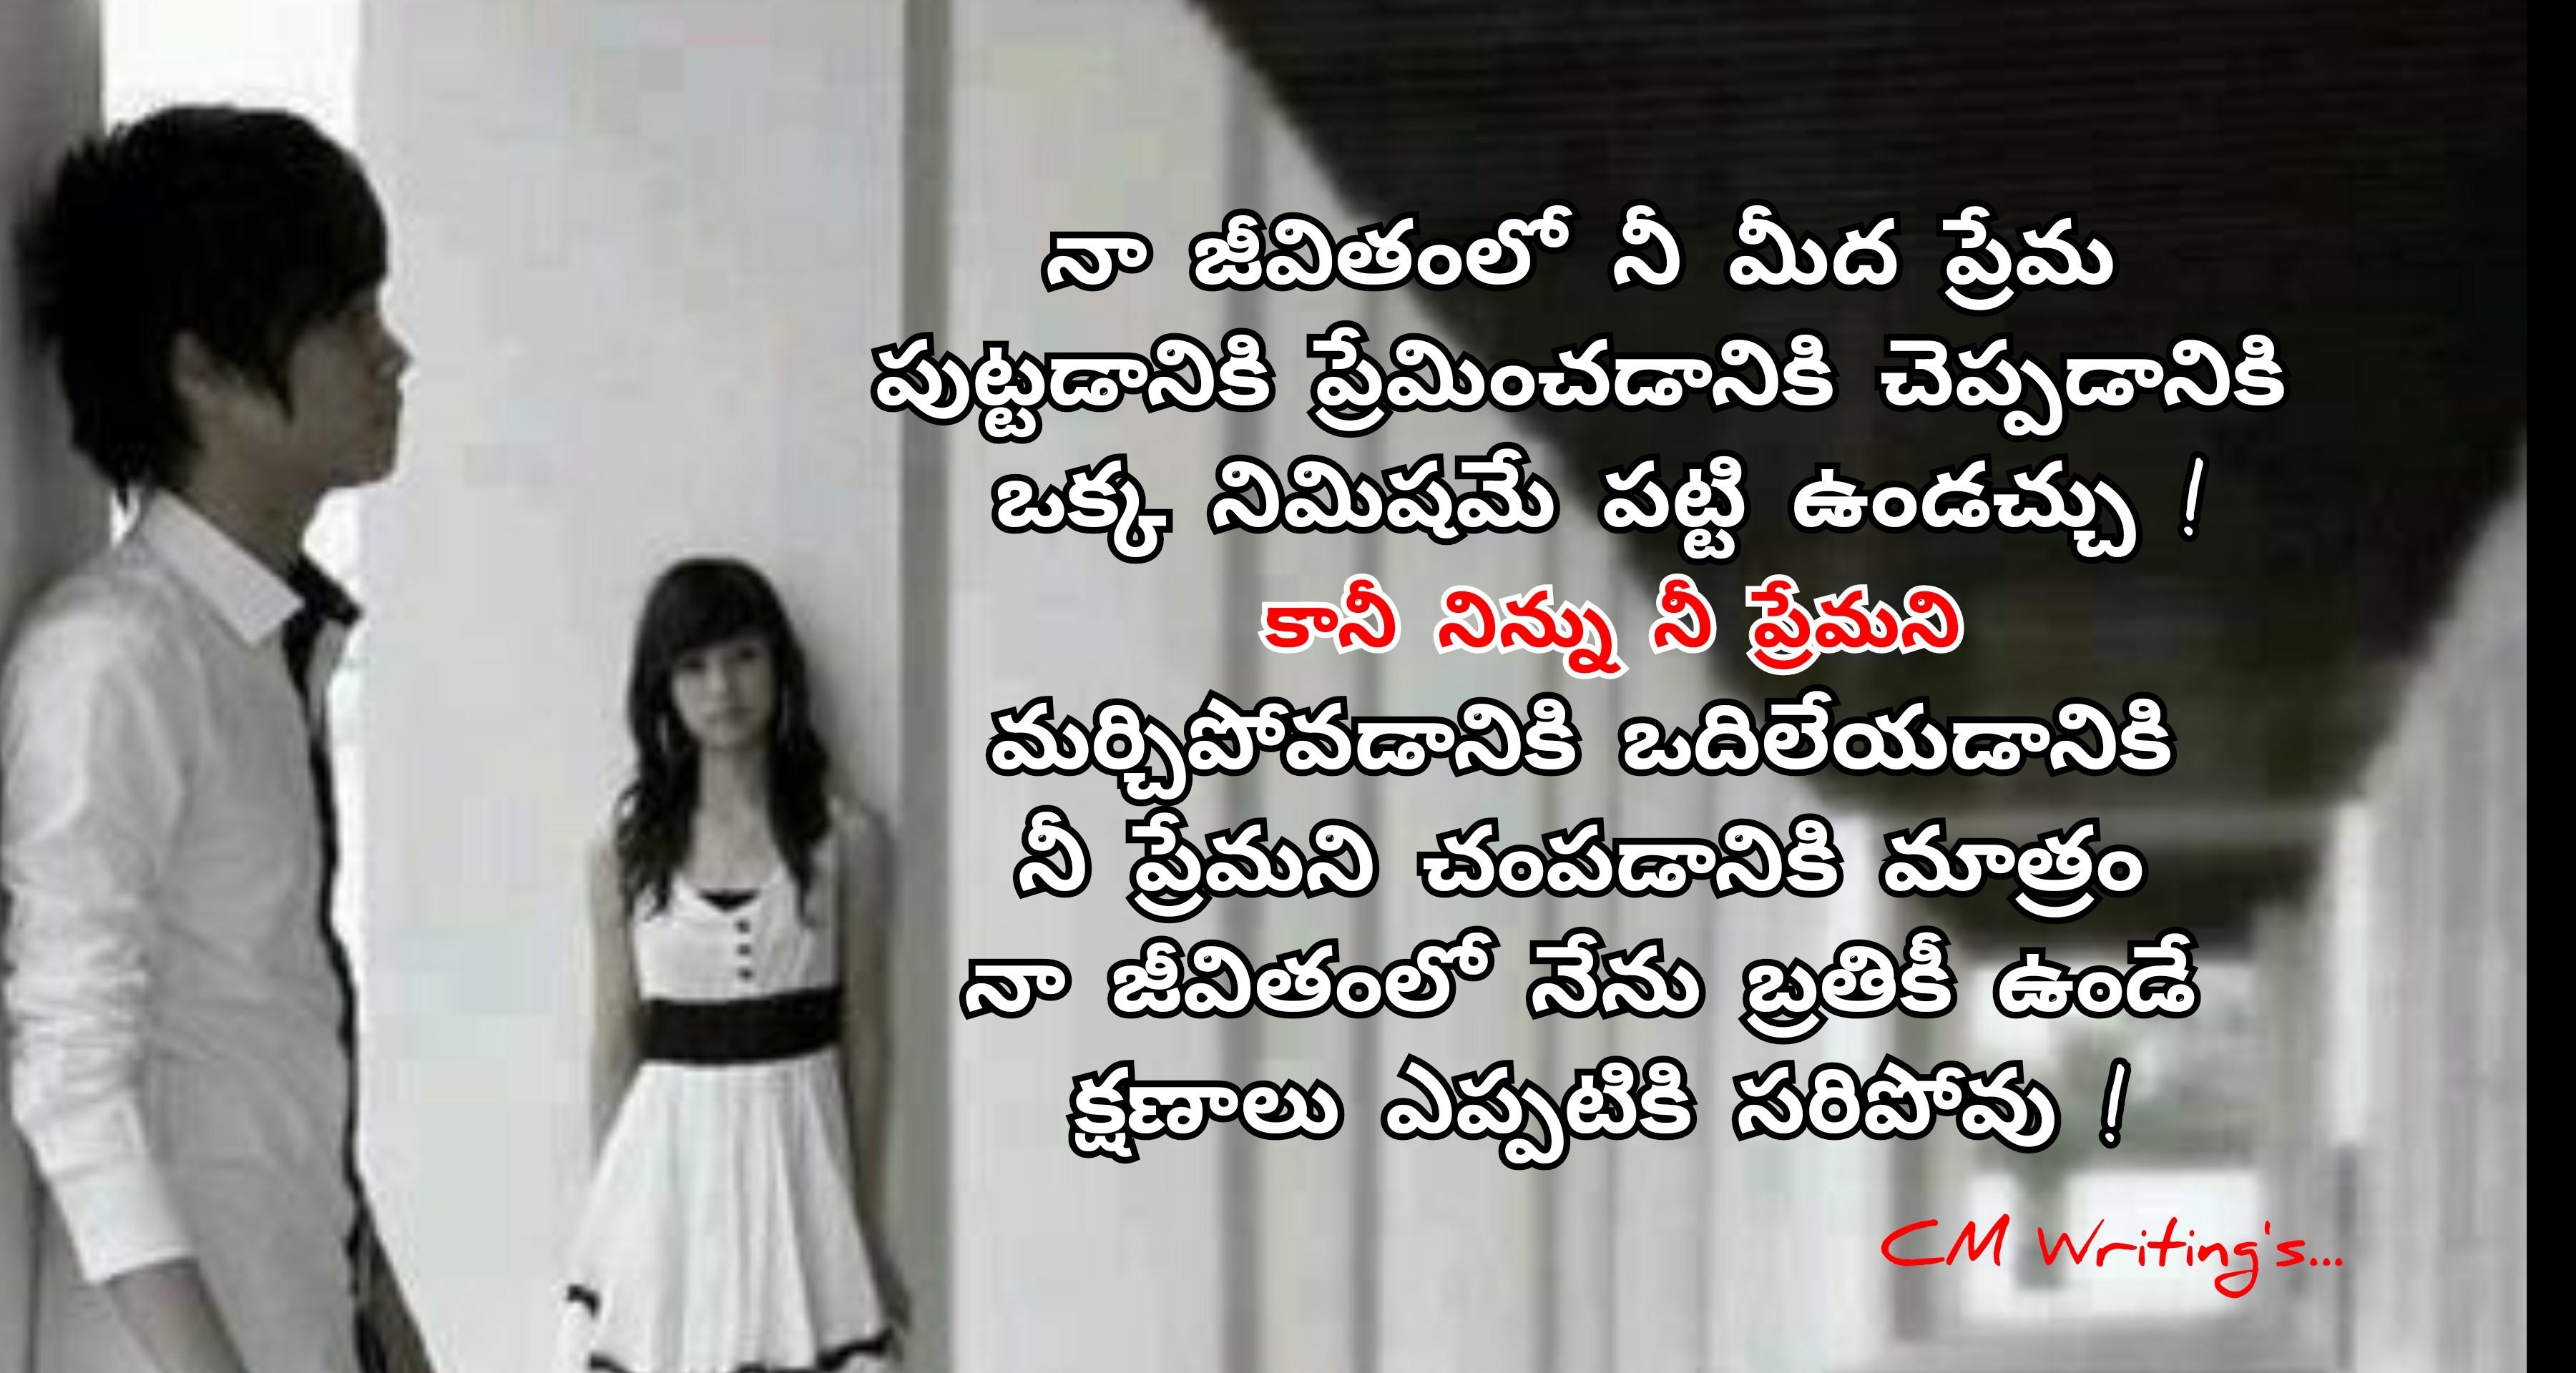 నా జీవితంలో నీ మీద ప్రేమ
పుట్టడానికి ప్రేమించడానికి చెప్పడానికి
ఒక్క నిమిషమే పట్టి ఉండచ్చు !
కానీ నిన్ను నీ ప్రేమని
మర్చిపోవడానికి ఒదిలేయడానికి
నీ ప్రేమని చంపడానికి మాత్రం
నా జీవితంలో నేను బ్రతికీ ఉండే
క్షణాలు ఎప్పటికి సరిపోవు !
CM Writing's...